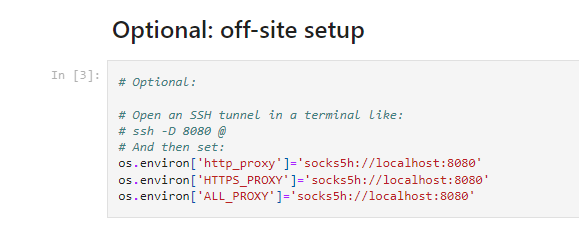 Optional: off-site setup
In [3]:
# Optional:
# Open an SSH tunnel in a terminal like:
# ssh -D 8080 @
# And then set:
os.environ['http_proxy']='socks5h://localhost:8080'
os.environ['HTTPS_PROXY']='socks5h://localhost:8080'
os.environ['ALL_PROXY']='socks5h://localhost:8080'